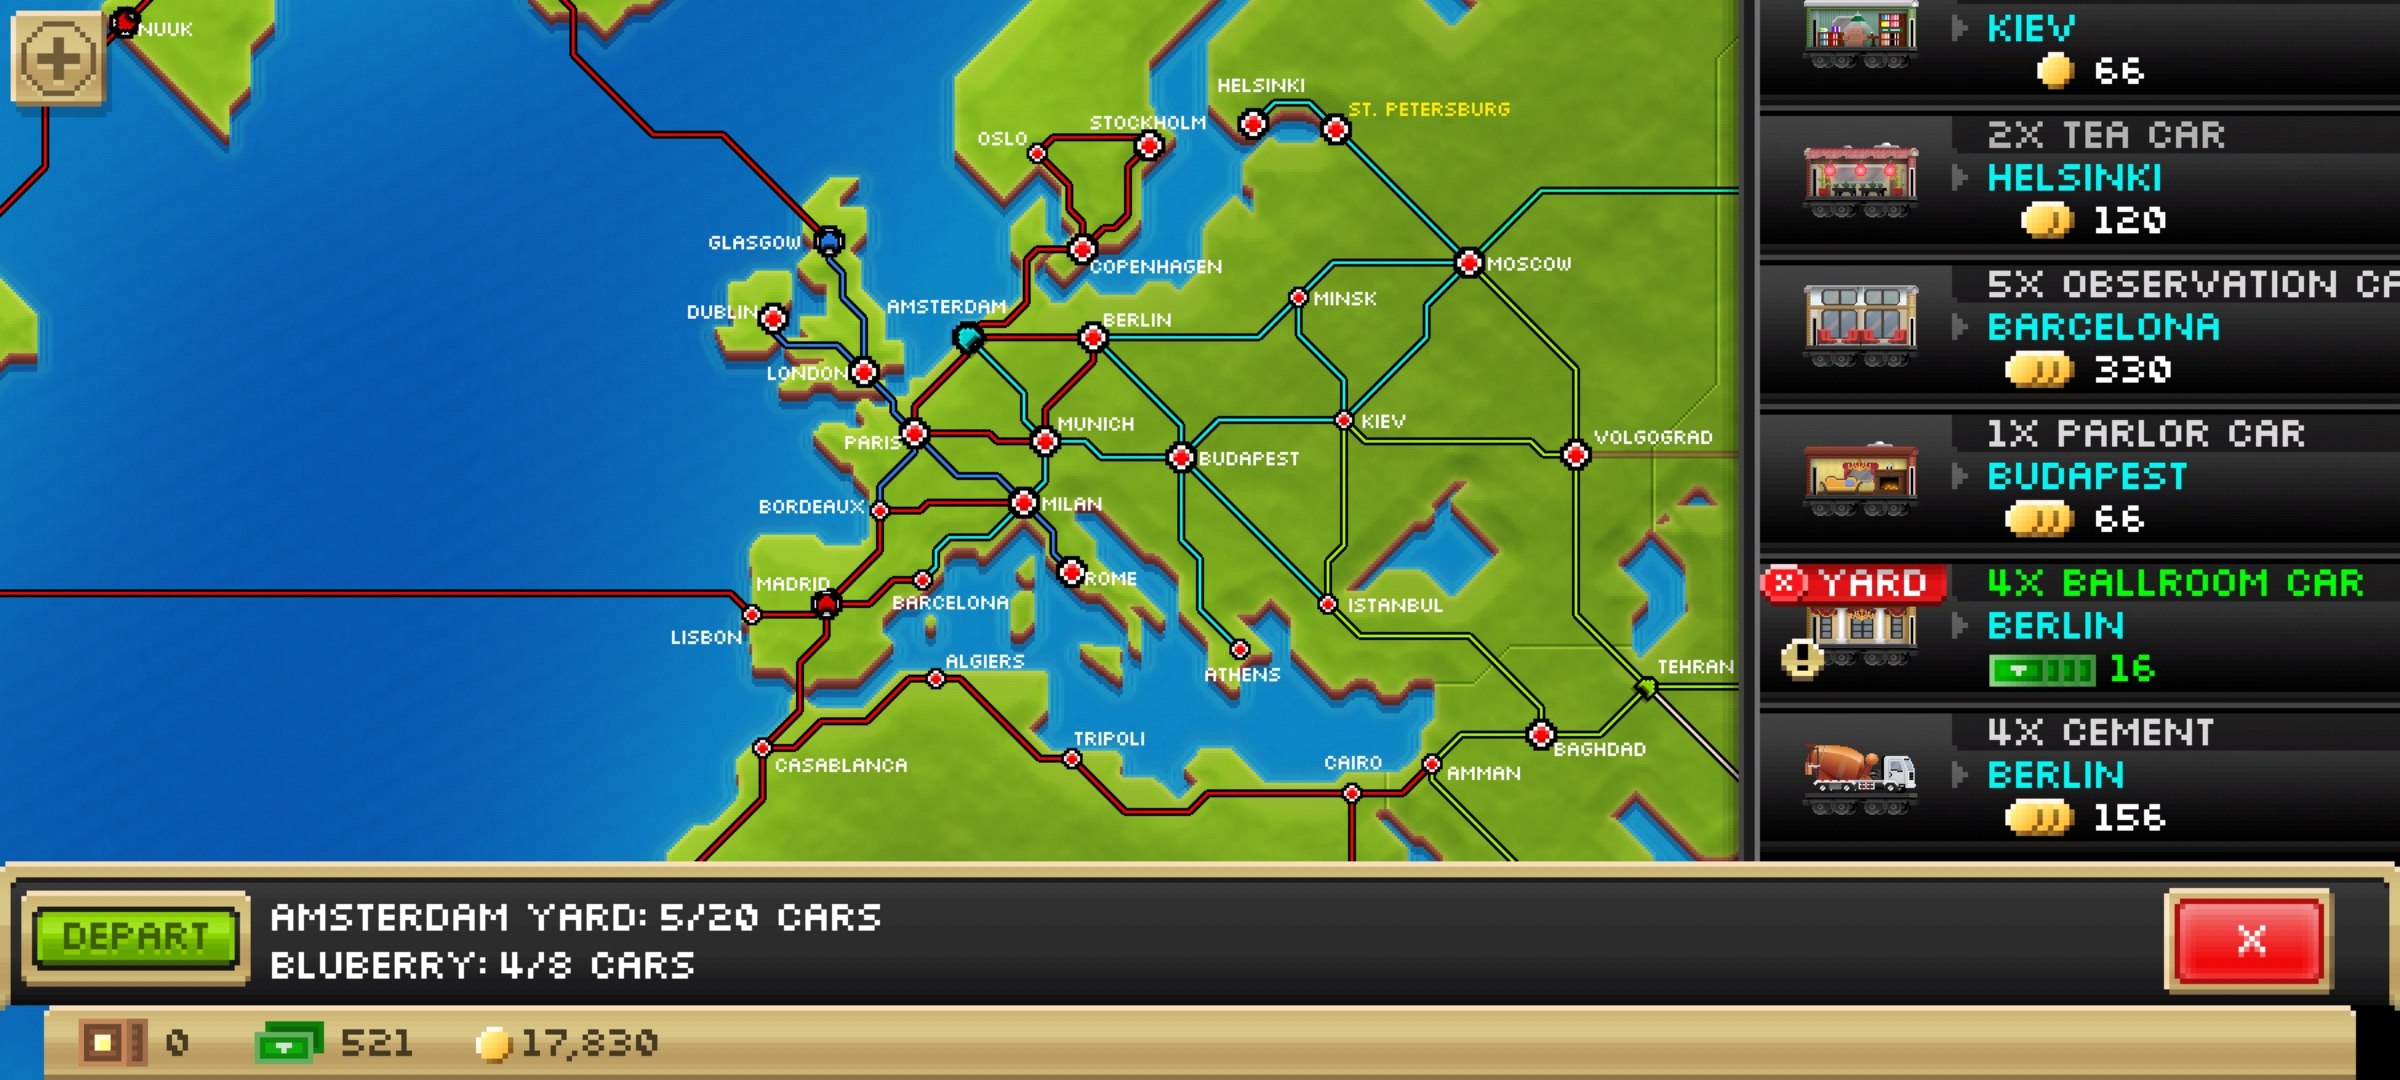 NUUK
HELSINKI
ST. PETERSBURG
STOCKHOLM
OSLO
GLASGOW
COPENHAGEN
MOSCOW
DUBLIN
AMSTERDAM
MINSK
BERLIN
LONDON
MUNICH
KIEV
PARIS
BUDAPEST
VOLGOGRAD
BORDEAUX
MILAN
MADRID
ROME
BARCELONA
ISTANBUL
LISBON
ALGIERS
ATHENS
TEHRAN
TRIPOLI
CASABLANCA
CAIRO
AMMAN
BAGHDAD
KIEV
66
2X TEA CAR
HELSINKI
120
5X OBSERVATION CA
BARCELONA
330
1X PARLOR CAR
BUDAPEST
66
YARD
4X BALLROOM CAR
BERLIN
16
4X CEMENT
BERLIN
156
DEPART
AMSTERDAM YARD: 5/20 CARS
BLUBERRY: 4/8 CARS
X
0
521
17,830